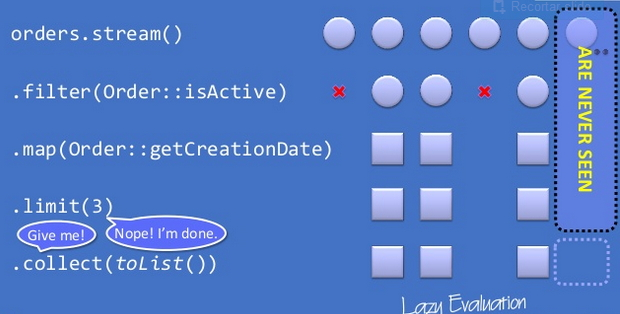 orders.stream()
.filter(Order::isActive)
.map(Order::getCreationDate)
.limit(3)
Give me!
Nope! I'm done.
.collect(toList())
ARE NEVER SEEN
Lazy Evaluation